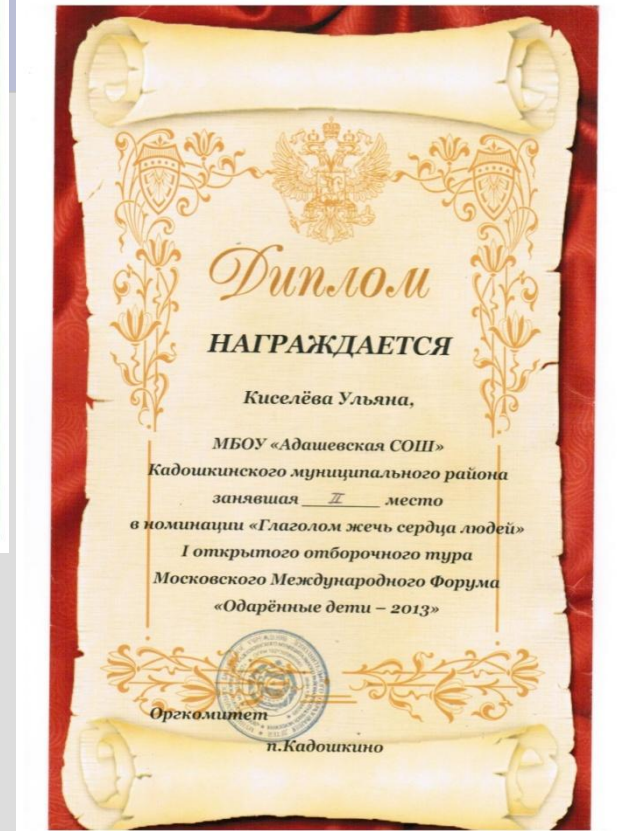 Диплом
НАГРАЖДАЕТСЯ
Киселёва Ульяна,
МБОУ «Адашевская СОШ»
Кадошкинского муниципального района
занявшая II место
в номинации «Глаголом жечь сердца людей»
I открытого отборочного тура
Московского Международного Форума
«Одарённые дети – 2013»
Оргкомитет
п.Кадошкино